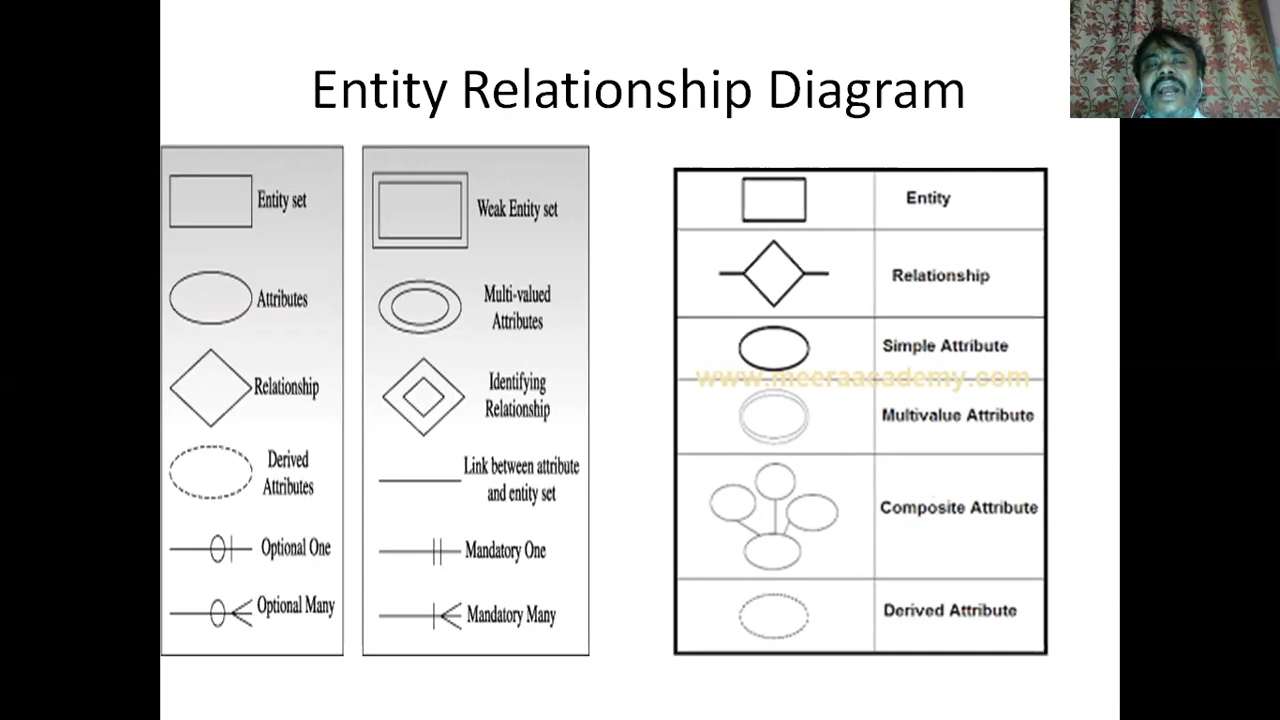 Entity Relationship Diagram
Entity set
Attributes
Relationship
Derived
Attributes
Optional One
Optional Many
Weak Entity set
Multi-valued
Attributes
Identifying
Relationship
Link between attribute
and entity set
Mandatory One
Mandatory Many
Entity
Relationship
Simple Attribute
www.meeraacademy.com
Multivalue Attribute
Composite Attribute
Derived Attribute